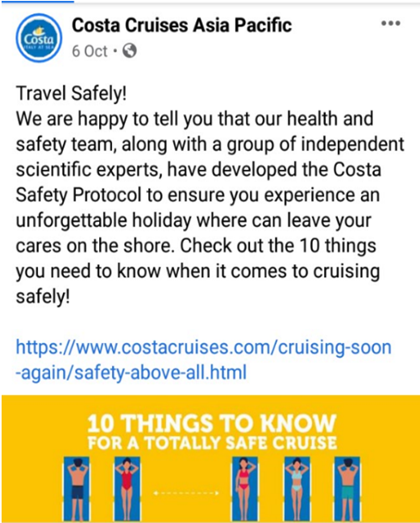 Costa Cruises Asia Pacific
6 Oct
Costa
Travel Safely!
We are happy to tell you that our health and
safety team, along with a group of independent
scientific experts, have developed the Costa
Safety Protocol to ensure you experience an
unforgettable holiday where can leave your
cares on the shore. Check out the 10 things
you need to know when it comes to cruising
safely!
https://www.costacruises.com/cruising-soon
-again/safety-above-all.html
10 THINGS TO KNOW
FOR A TOTALLY SAFE CRUISE